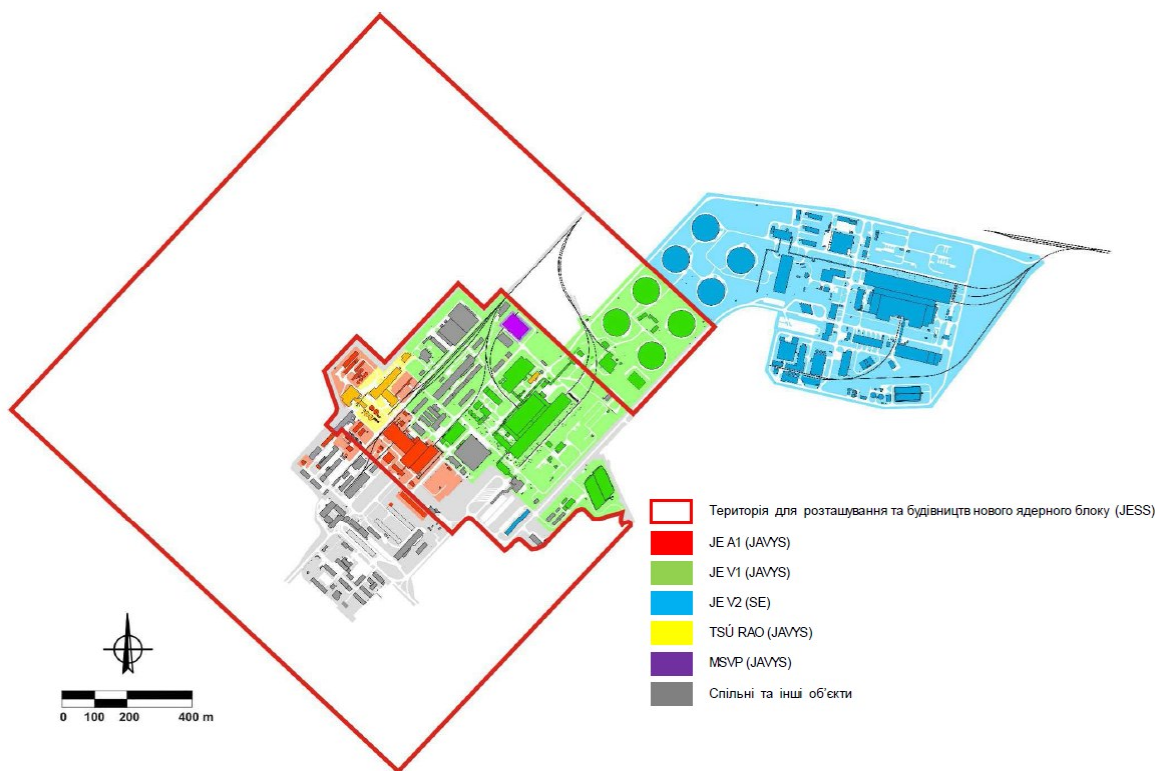 Територія для розташування та будівництв нового ядерного блоку (JESS)
JE A1 (JAVYS)
JE V1 (JAVYS)
JE V2 (SE)
TSÚ RAO (JAVYS)
MSVP (JAVYS)
Спільні та інші об'єкти
0 100 200 400 m